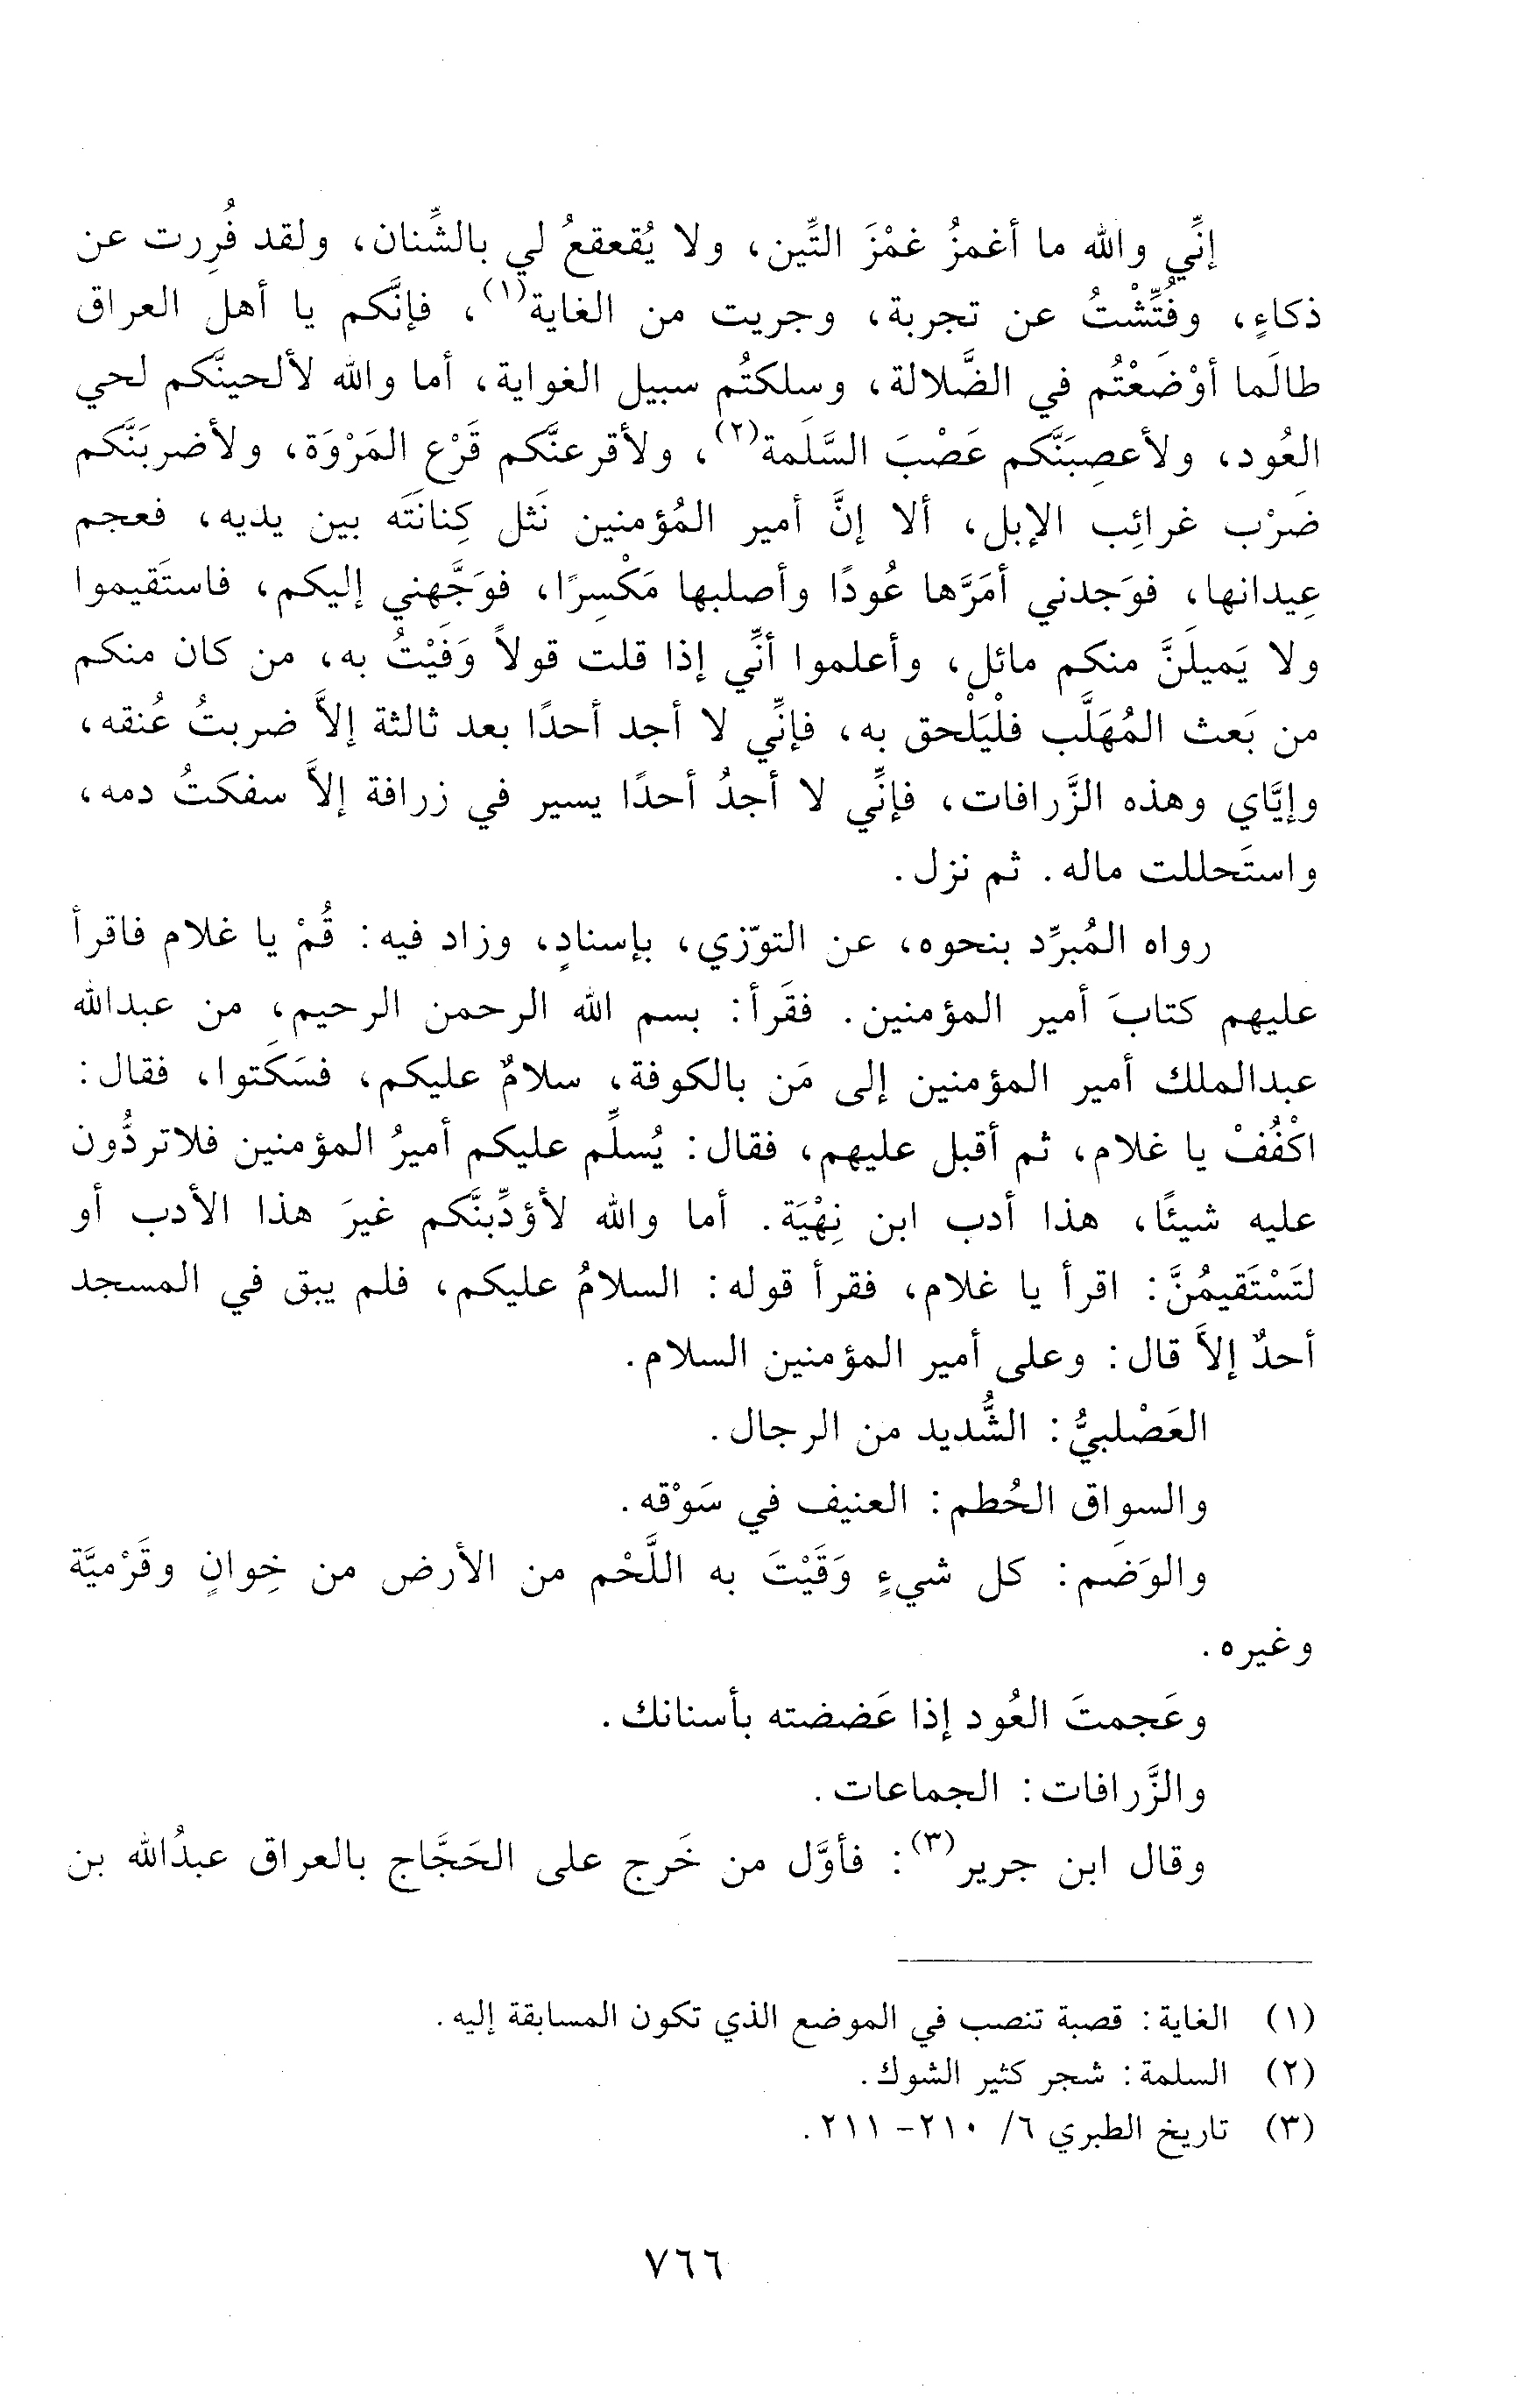 إنِّي والله ما أغمزُ غمْزَ التِّين، ولا يُقعقعُ لي بالشِّنان، ولقد فُرِرت عن
ذكاءٍ، وفُتِّشْتُ عن تجربة، وجريت من الغاية(١)، فإنَّكم يا أهل العراق
طالَما أوْضَعْتُم في الضَّلالة، وسلكتُم سبيل الغواية، أما والله لألحينَّكم لحي
العُود، ولأعصِبَنَّكم عَصْبَ السَّلَمة(٢)، ولأقرعنَّكم قَرْع المَرْوَة، ولأضربَنَّكم
ضَرْب غرائِب الإبل، ألا إنَّ أمير المُؤمنين نَثل كِنانَتَه بين يديه، فعجم
عِيدانها، فوَجدني أمَرَّها عُودًا وأصلبها مَكْسِرًا، فوَجَّهني إليكم، فاستَقيموا
ولا يَميلَنَّ منكم مائل، وأعلموا أنِّي إذا قلت قولاً وَفَيْتُ به، من كان منكم
من بَعث المُهَلَّب فلْيَلْحق به، فإنِّي لا أجد أحدًا بعد ثالثة إلاَّ ضربتُ عُنقه،
وإيَّاي وهذه الزَّرافات، فإنِّي لا أجدُ أحدًا يسير في زرافة إلاَّ سفكتُ دمه،
واستَحللت ماله. ثم نزل.
رواه المُبرِّد بنحوه، عن التوّزي، بإسنادٍ، وزاد فيه: قُمْ يا غلام فاقرأ
عليهم كتابَ أمير المؤمنين. فقَرأ: بسم الله الرحمن الرحيم، من عبدالله
عبدالملك أمير المؤمنين إلى مَن بالكوفة، سلامٌ عليكم، فسَكَتوا، فقال:
اكْفُفْ يا غلام، ثم أقبل عليهم، فقال: يُسلِّم عليكم أميرُ المؤمنين فلاتردُّون
عليه شيئًا، هذا أدب ابن نِهْيَة. أما والله لأؤدِّبنَّكم غيرَ هذا الأدب أو
لتَسْتَقيمُنَّ: اقرأ يا غلام، فقرأ قوله: السلامُ عليكم، فلم يبق في المسجد
أحدٌ إلاَّ قال: وعلى أمير المؤمنين السلام.
العَصْلبيُّ: الشُّديد من الرجال.
والسواق الحُطم: العنيف في سَوْقه.
والوَضِم: كل شيءٍ وَقَيْتَ به اللَّحْم من الأرض من خِوانٍ وقَرْميَّة
وغيره.
وعَجمتَ العُود إذا عَضضته بأسنانك.
والزَّرافات: الجماعات.
وقال ابن جرير(٣): فأوَّل من خَرج على الحَجَّاج بالعراق عبدُالله بن
(١) الغاية: قصبة تنصب في الموضع الذي تكون المسابقة إليه.
(٢) السلمة: شجر كثير الشوك.
(٣) تاريخ الطبري ٦/ ٢١٠- ٢١١.
٧٦٦